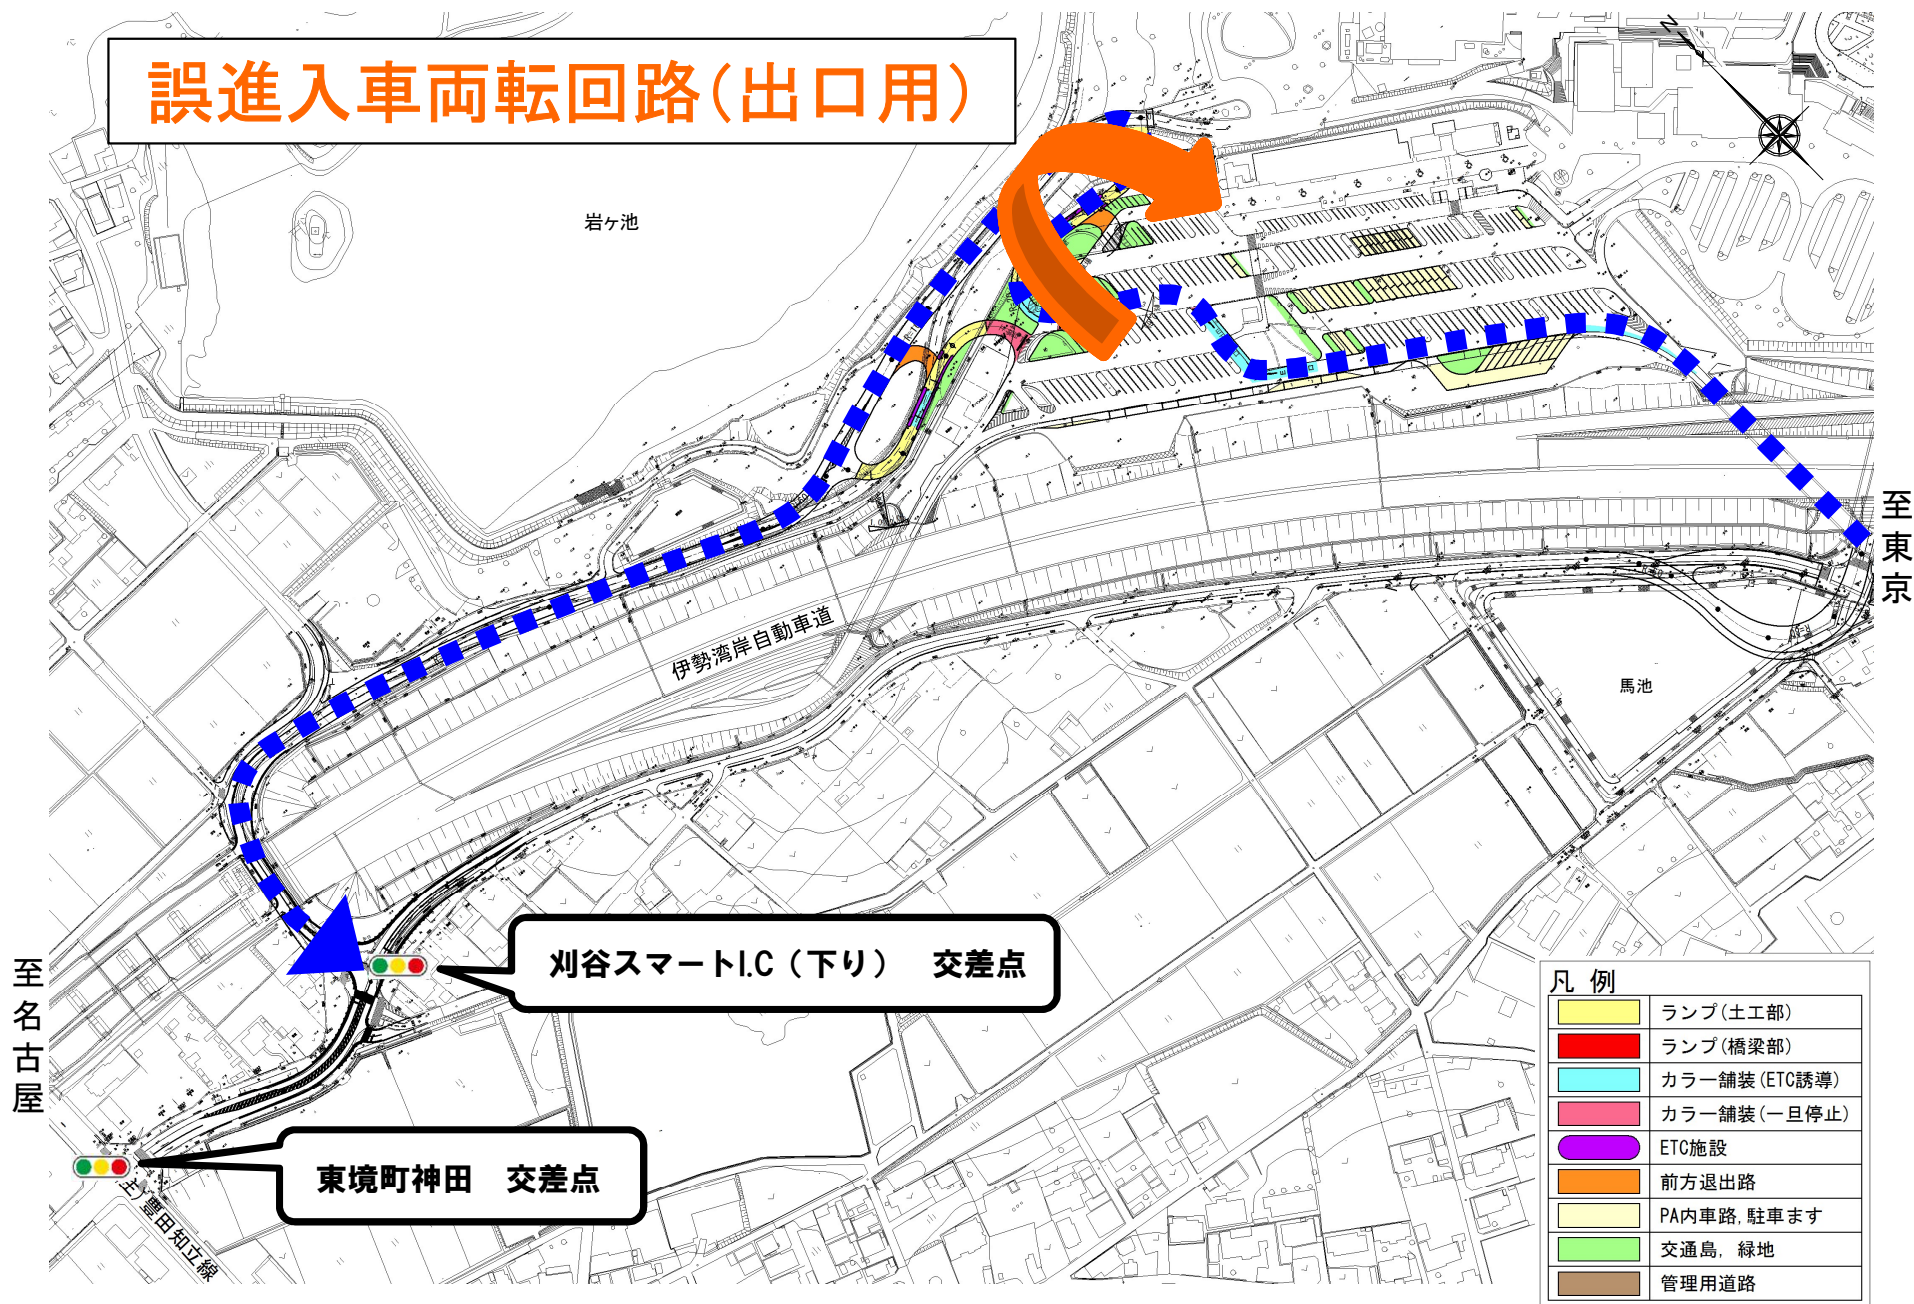 誤進入車両転回路(出口用)
N
岩ヶ池
至東京
伊勢湾岸自動車道
馬池
刈谷スマートI.C（下り）　交差点
至名古屋
東境町神田　交差点
主)豊田知立線
凡 例
ランプ(土工部)
ランプ(橋梁部)
カラー舗装(ETC誘導)
カラー舗装(一旦停止)
ETC施設
前方退出路
PA内車路,駐車ます
交通島, 緑地
管理用道路